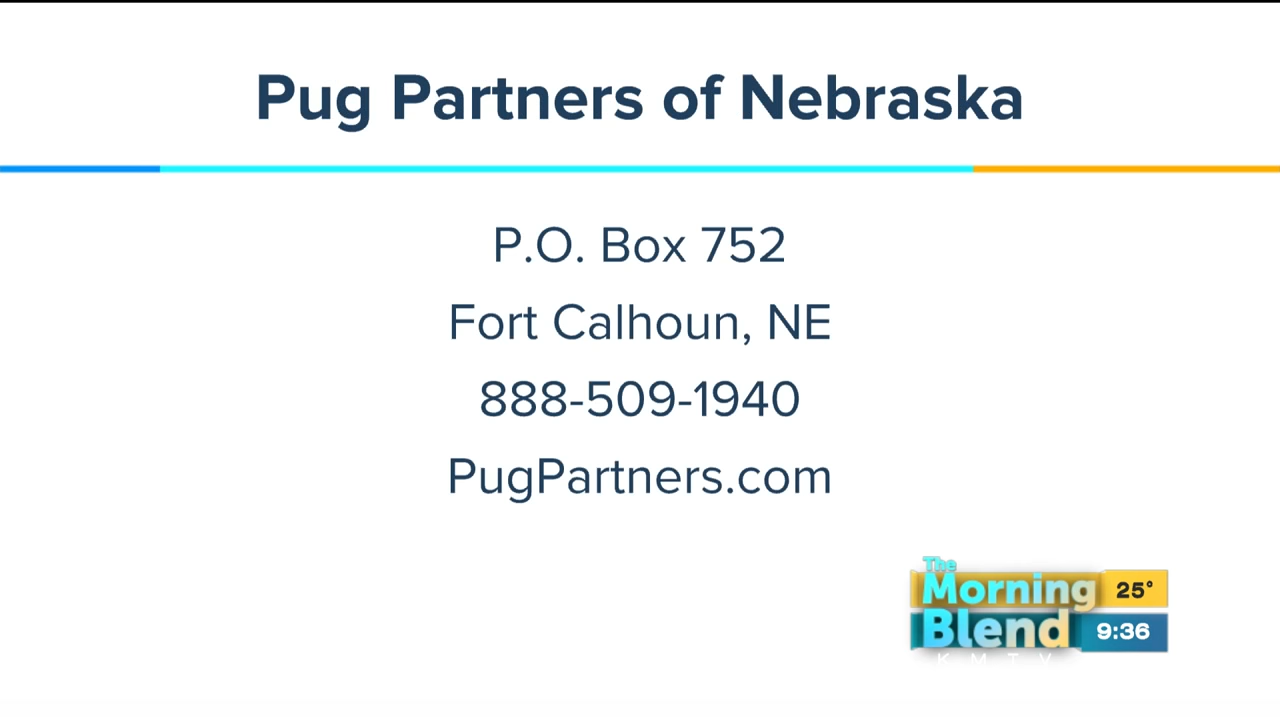 Pug Partners of Nebraska
P.O. Box 752
Fort Calhoun, NE
888-509-1940
PugPartners.com
The
Morning
25°
Blend
9:36
KMTV